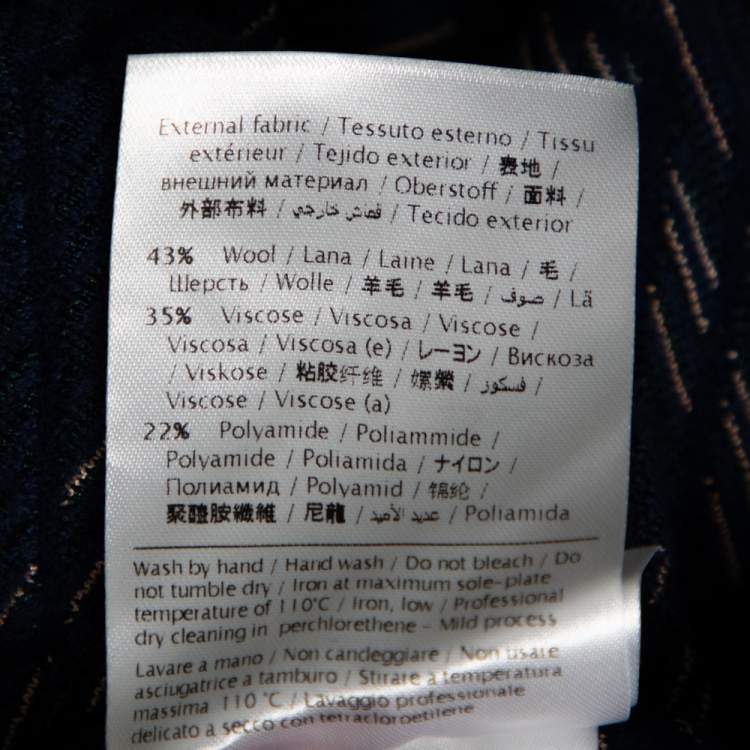 External fabric / Tessuto esterno / Tissu
extérieur / Tejido exterior / 表地 /
внешний материал / Oberstoff / 面料 /
外部布料 / قماش خارجي / Tecido exterior
43% Wool / Lana / Laine / Lana / 毛 /
Шерсть / Wolle / 羊毛 / 羊毛 / صوف / Lã
35% Viscose / Viscosa / Viscose /
Viscosa / Viscosa (e) / レーヨン / Вискоза
/ Viskose / 粘胶纤维 / 嫘縈 / فسكوز /
Viscose / Viscose (a)
22% Polyamide / Poliammide /
Polyamide / Poliamida / ナイロン /
Полиамид / Polyamid / 锦纶 /
聚醯胺纖維 / 尼龍 / عديد الأميد / Poliamida
Wash by hand / Hand wash / Do not bleach / Do
not tumble dry / Iron at maximum sole-plate
temperature of 110°C / Iron, low / Professional
dry cleaning in perchlorethene - Mild process
Lavare a mano / Non candeggiare / Non usare
asciugatrice a tamburo / Stirare a temperatura
massima 110 °C / Lavaggio professionale
delicato a secco con tetracloroetilene